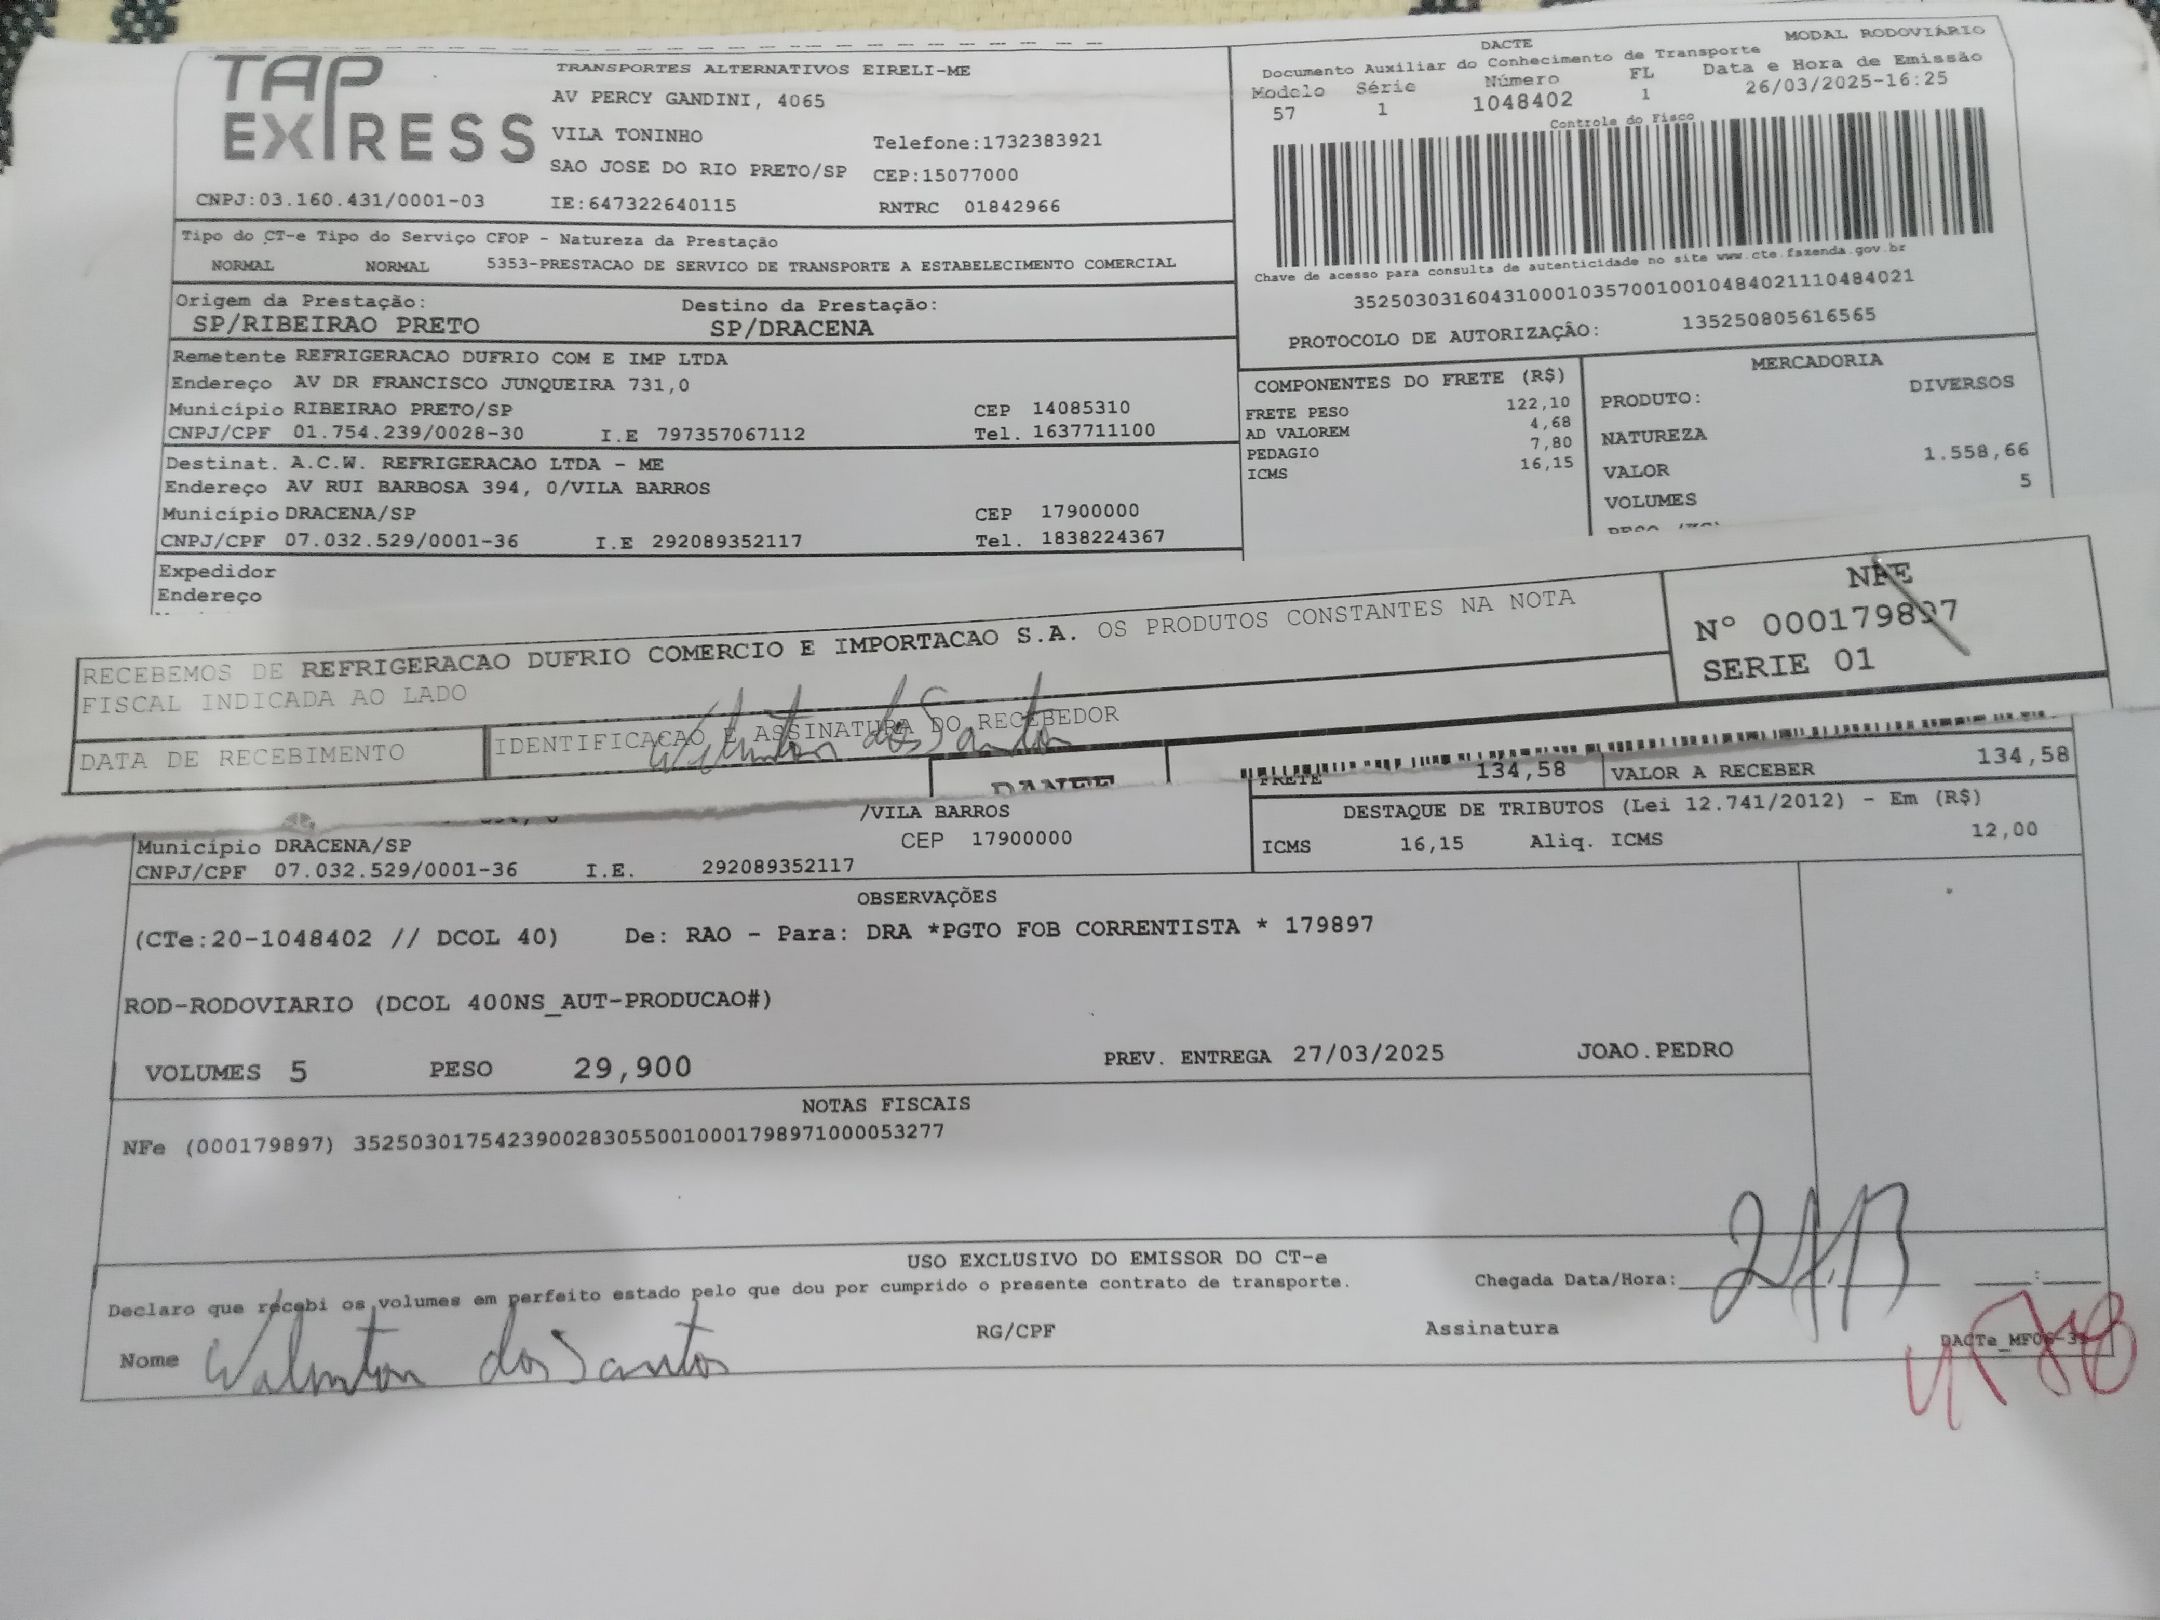 TAP EXPRESS
TRANSPORTES ALTERNATIVOS EIRELI-ME
AV PERCY GANDINI, 4065
VILA TONINHO Telefone:1732383921
SAO JOSE DO RIO PRETO/SP CEP:15077000
CNPJ:03.160.431/0001-03 IE:647322640115 RNTRC 01842966
DACTE MODAL RODOVIÁRIO
Documento Auxiliar do Conhecimento de Transporte
Modelo Série Número FL Data e Hora de Emissão
57 1 1048402 1 26/03/2025-16:25
Controle do Fisco
Chave de acesso para consulta de autenticidade no site www.cte.fazenda.gov.br
35250303160431000103570010010484021110484021
PROTOCOLO DE AUTORIZAÇÃO: 135250805616565
Tipo do CT-e Tipo do Serviço CFOP - Natureza da Prestação
NORMAL NORMAL 5353-PRESTACAO DE SERVICO DE TRANSPORTE A ESTABELECIMENTO COMERCIAL
Origem da Prestação: Destino da Prestação:
SP/RIBEIRAO PRETO SP/DRACENA
Remetente REFRIGERACAO DUFRIO COM E IMP LTDA
Endereço AV DR FRANCISCO JUNQUEIRA 731,0
Município RIBEIRAO PRETO/SP CEP 14085310
CNPJ/CPF 01.754.239/0028-30 I.E 797357067112 Tel. 1637711100
Destinat. A.C.W. REFRIGERACAO LTDA - ME
Endereço AV RUI BARBOSA 394, 0/VILA BARROS
Município DRACENA/SP CEP 17900000
CNPJ/CPF 07.032.529/0001-36 I.E 292089352117 Tel. 1838224367
Expedidor
Endereço
COMPONENTES DO FRETE (R$)
FRETE PESO 122,10
AD VALOREM 4,68
PEDAGIO 7,80
ICMS 16,15
MERCADORIA
PRODUTO: DIVERSOS
NATUREZA
VALOR 1.558,66
VOLUMES 5
RECEBEMOS DE REFRIGERACAO DUFRIO COMERCIO E IMPORTACAO S.A. OS PRODUTOS CONSTANTES NA NOTA
FISCAL INDICADA AO LADO
NFE
Nº 000179897
SERIE 01
DATA DE RECEBIMENTO IDENTIFICACAO E ASSINATURA DO RECEBEDOR
dos Santos
FRETE 134,58 VALOR A RECEBER 134,58
/VILA BARROS
Município DRACENA/SP CEP 17900000
CNPJ/CPF 07.032.529/0001-36 I.E. 292089352117
DESTAQUE DE TRIBUTOS (Lei 12.741/2012) - Em (R$)
ICMS 16,15 Aliq. ICMS 12,00
OBSERVAÇÕES
(CTe:20-1048402 // DCOL 40) De: RAO - Para: DRA *PGTO FOB CORRENTISTA * 179897
ROD-RODOVIARIO (DCOL 400NS_AUT-PRODUCAO#)
VOLUMES 5 PESO 29,900 PREV. ENTREGA 27/03/2025 JOAO.PEDRO
NOTAS FISCAIS
NFe (000179897) 35250301754239002830550010001798971000053277
USO EXCLUSIVO DO EMISSOR DO CT-e
Declaro que recebi os volumes em perfeito estado pelo que dou por cumprido o presente contrato de transporte. Chegada Data/Hora:
Nome dos Santos RG/CPF Assinatura